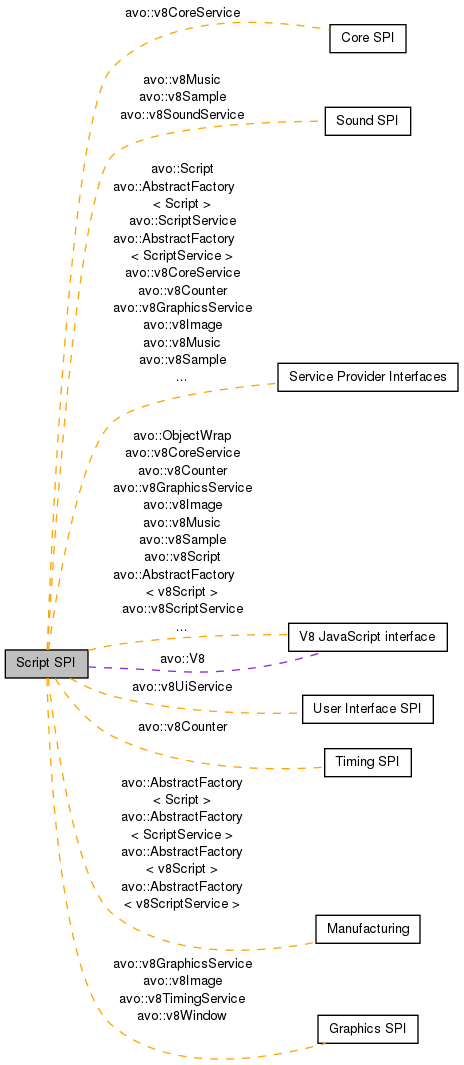 avo::v8CoreService
Core SPI
avo::v8Music
avo::v8Sample
avo::v8SoundService
Sound SPI
avo::Script
avo::AbstractFactory
< Script >
avo::ScriptService
avo::AbstractFactory
< ScriptService >
avo::v8CoreService
avo::v8Counter
avo::v8GraphicsService
avo::v8Image
avo::v8Music
avo::v8Sample
...
Service Provider Interfaces
avo::ObjectWrap
avo::v8CoreService
avo::v8Counter
avo::v8GraphicsService
avo::v8Image
avo::v8Music
avo::v8Sample
avo::v8Script
avo::AbstractFactory
< v8Script >
avo::v8ScriptService
...
V8 JavaScript interface
Script SPI
avo::V8
avo::v8UiService
User Interface SPI
avo::v8Counter
Timing SPI
avo::AbstractFactory
< Script >
avo::AbstractFactory
< ScriptService >
avo::AbstractFactory
< v8Script >
avo::AbstractFactory
< v8ScriptService >
Manufacturing
avo::v8GraphicsService
avo::v8Image
avo::v8TimingService
avo::v8Window
Graphics SPI